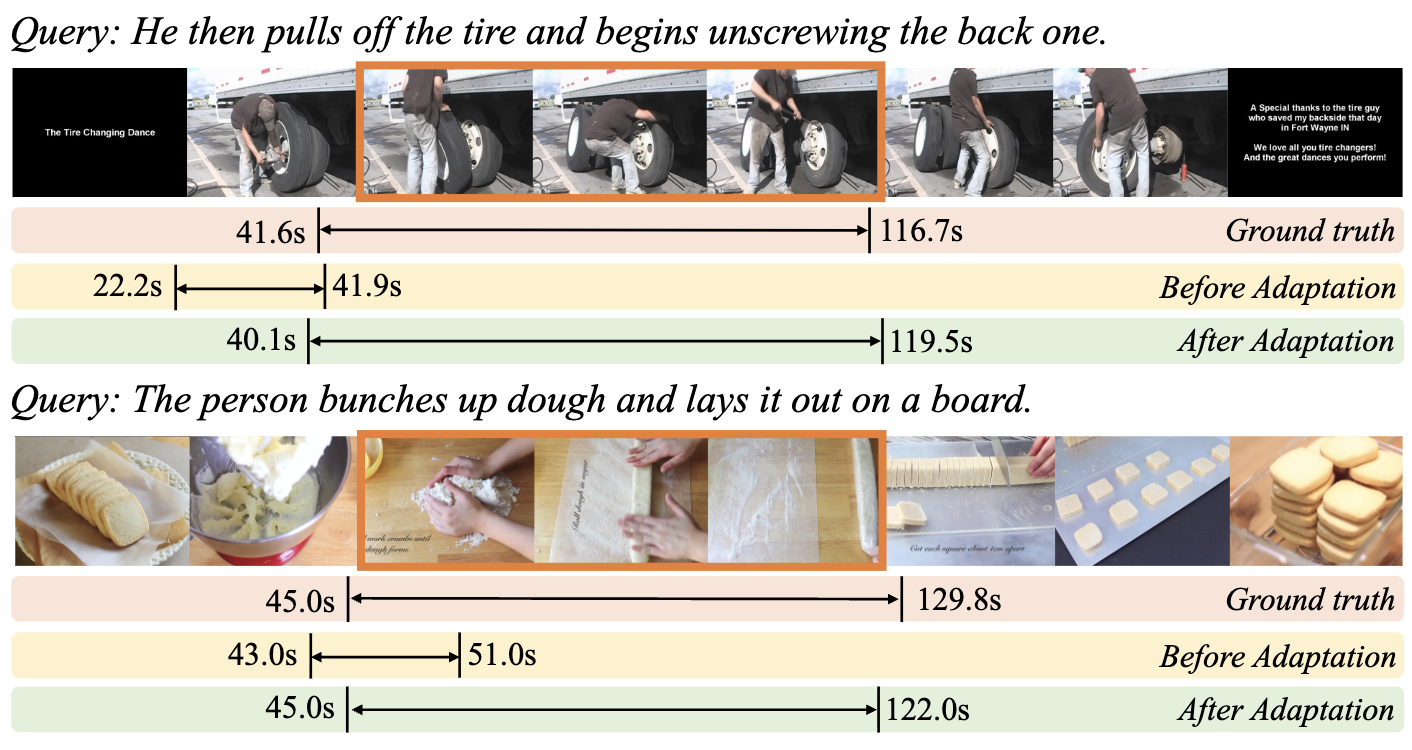 Query: He then pulls off the tire and begins unscrewing the back one.
The Tire Changing Dance
A Special thanks to the tire guy
who saved my backside that day
in Fort Wayne IN
We love all you tire changers!
And the great dances you perform!
41.6s 116.7s Ground truth
22.2s 41.9s Before Adaptation
40.1s 119.5s After Adaptation
Query: The person bunches up dough and lays it out on a board.
work crumbs until
dough forms
Roll dough in
Cut each square about 1cm apart
45.0s 129.8s Ground truth
43.0s 51.0s Before Adaptation
45.0s 122.0s After Adaptation